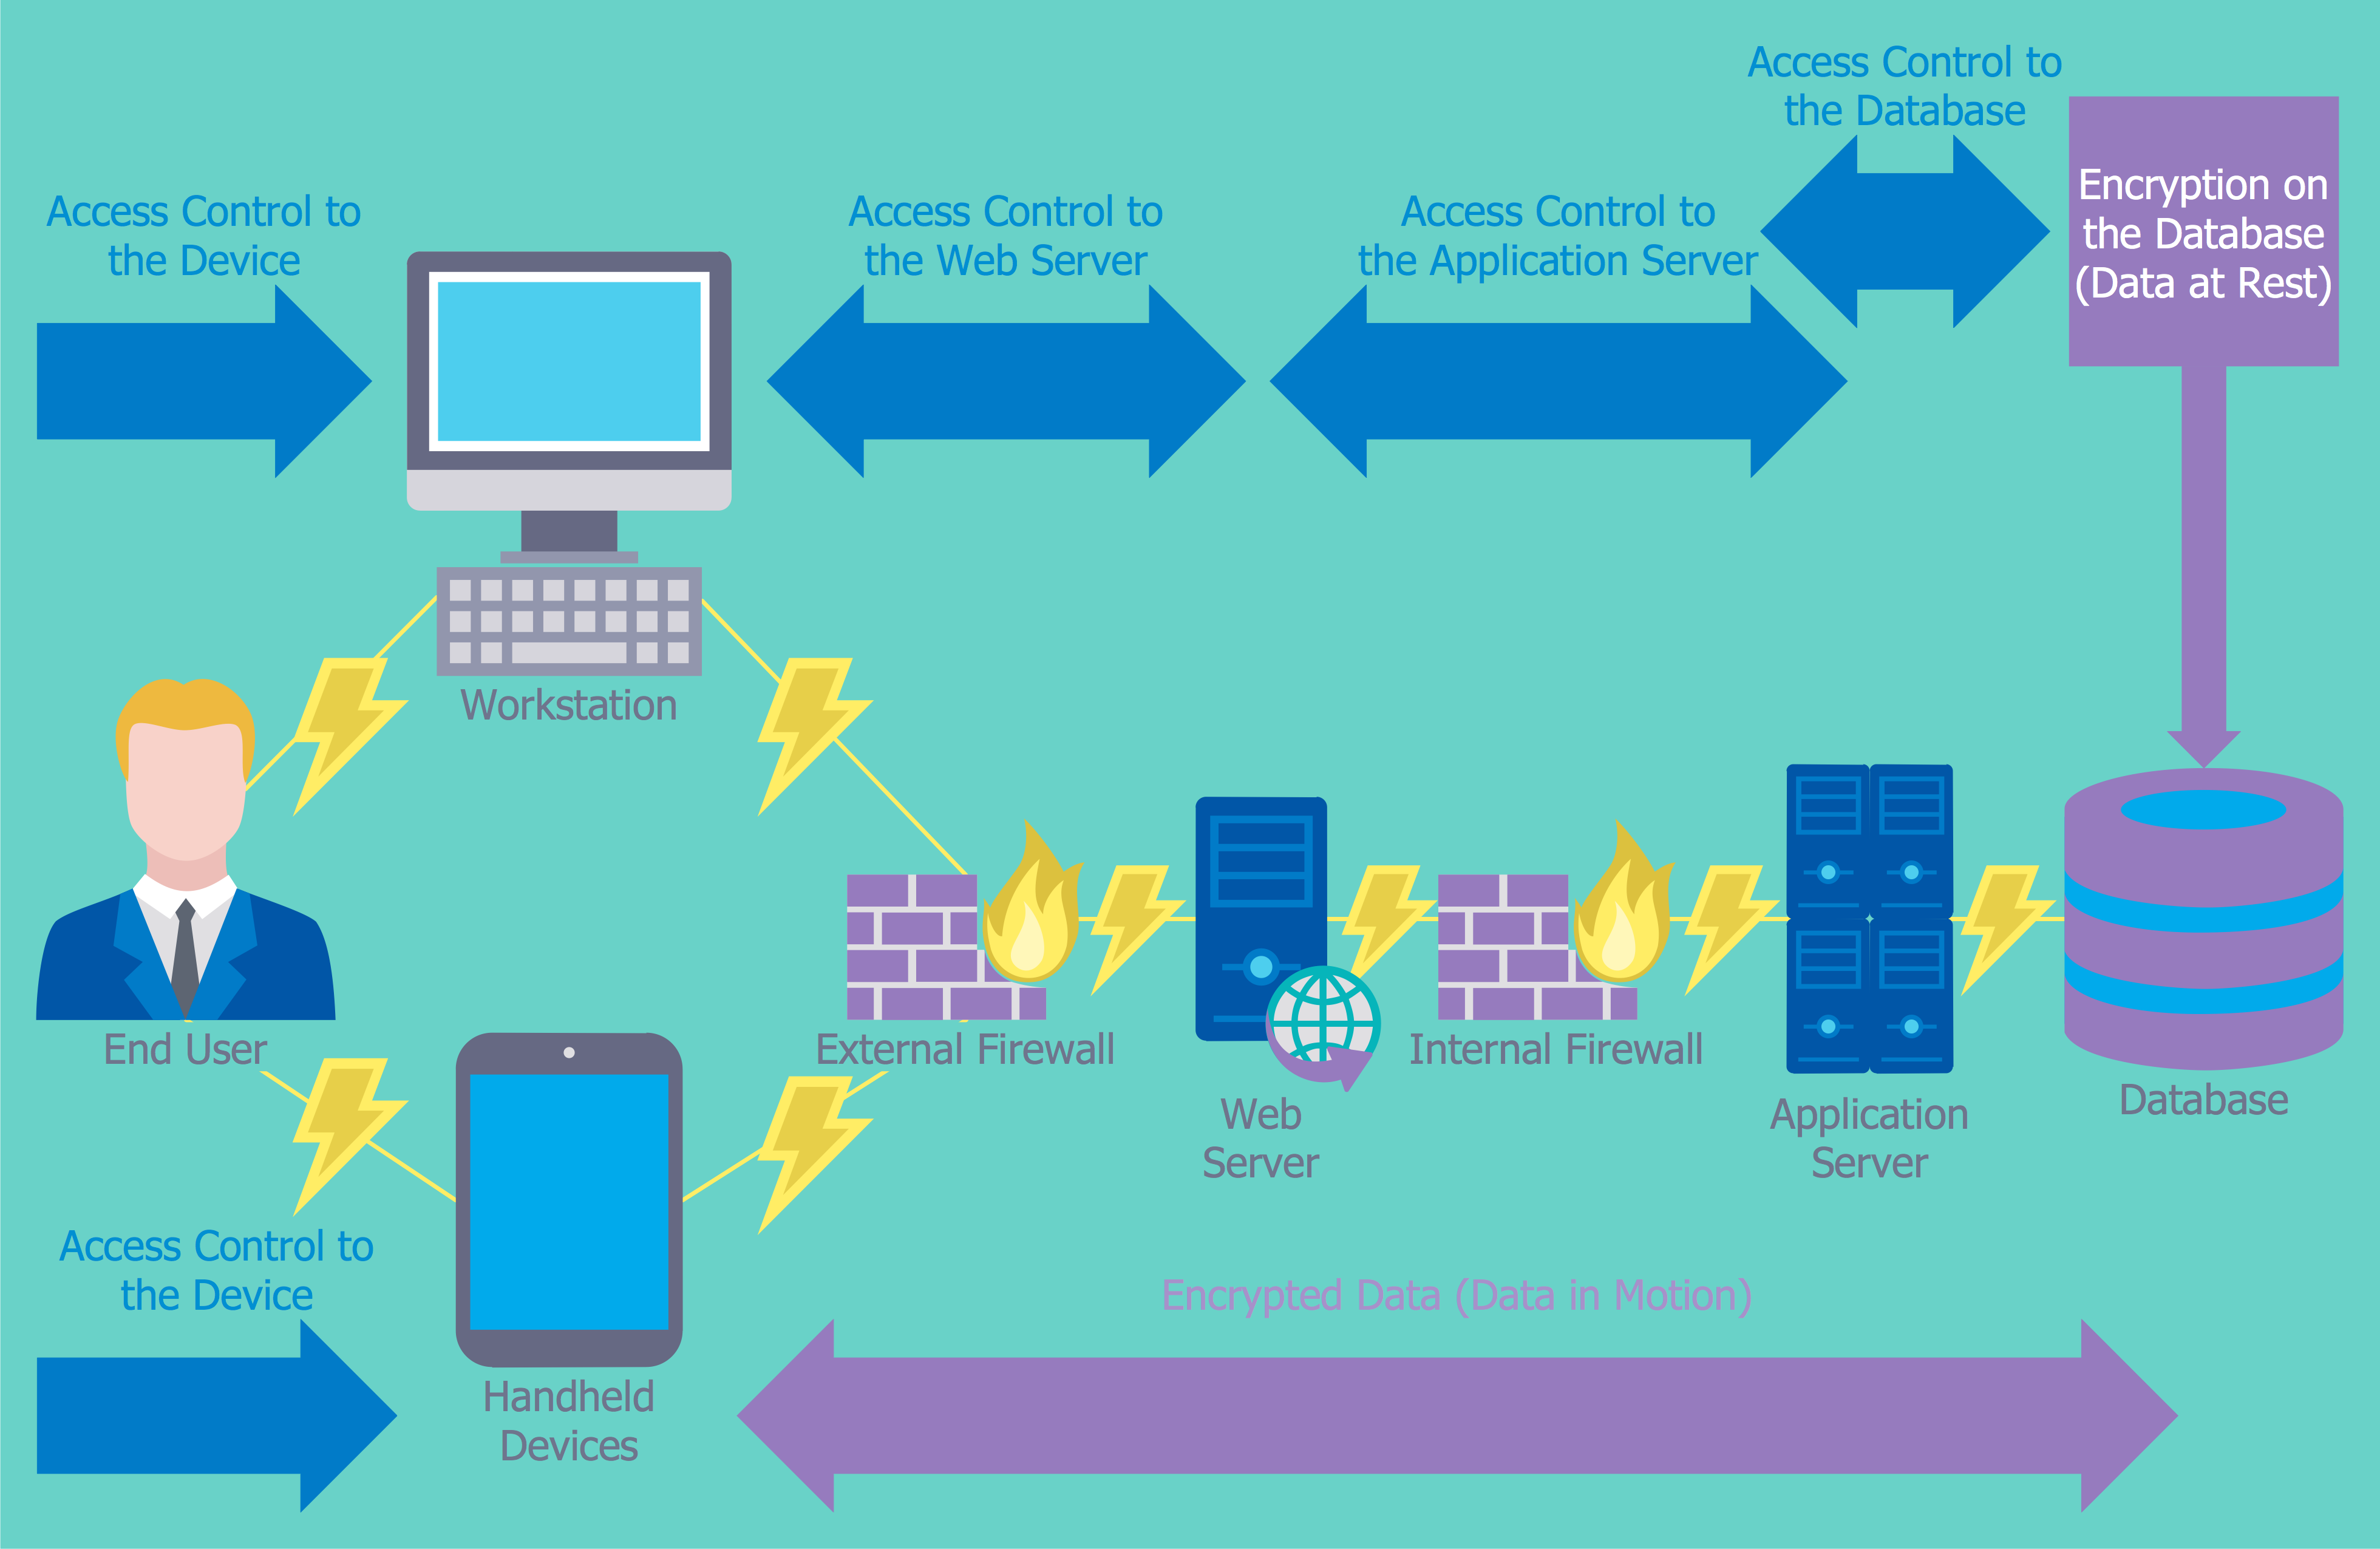 Access Control to
the Database
Encryption on
the Database
(Data at Rest)
Access Control to
the Device
Access Control to
the Web Server
Access Control to
the Application Server
Workstation
End User
External Firewall
Internal Firewall
Web
Server
Application
Server
Database
Access Control to
the Device
Encrypted Data (Data in Motion)
Handheld
Devices